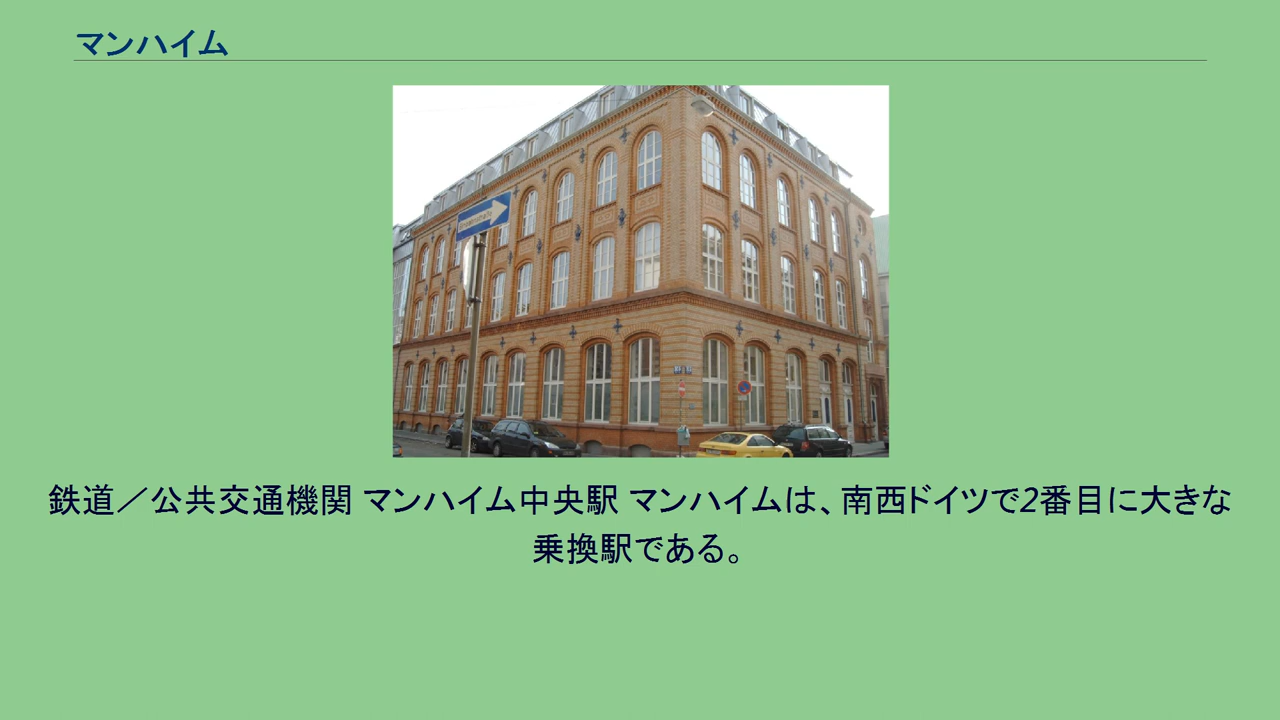 マンハイム
鉄道／公共交通機関 マンハイム中央駅 マンハイムは、南西ドイツで2番目に大きな
乗換駅である。